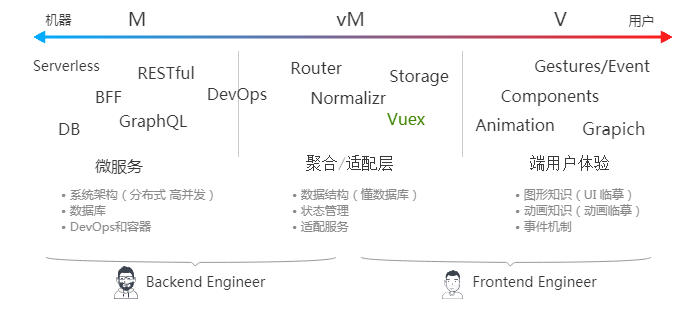 机器
M
vM
V
用户
Serverless
RESTful
BFF
DevOps
GraphQL
DB
Router
Storage
Normalizr
Vuex
Gestures/Event
Components
Animation
Grapich
微服务
聚合/适配层
端用户体验
• 系统架构（分布式 高并发）
• 数据库
• DevOps和容器
• 数据结构（懂数据库）
• 状态管理
• 适配服务
• 图形知识（UI 临摹）
• 动画知识（动画临摹）
• 事件机制
Backend Engineer
Frontend Engineer